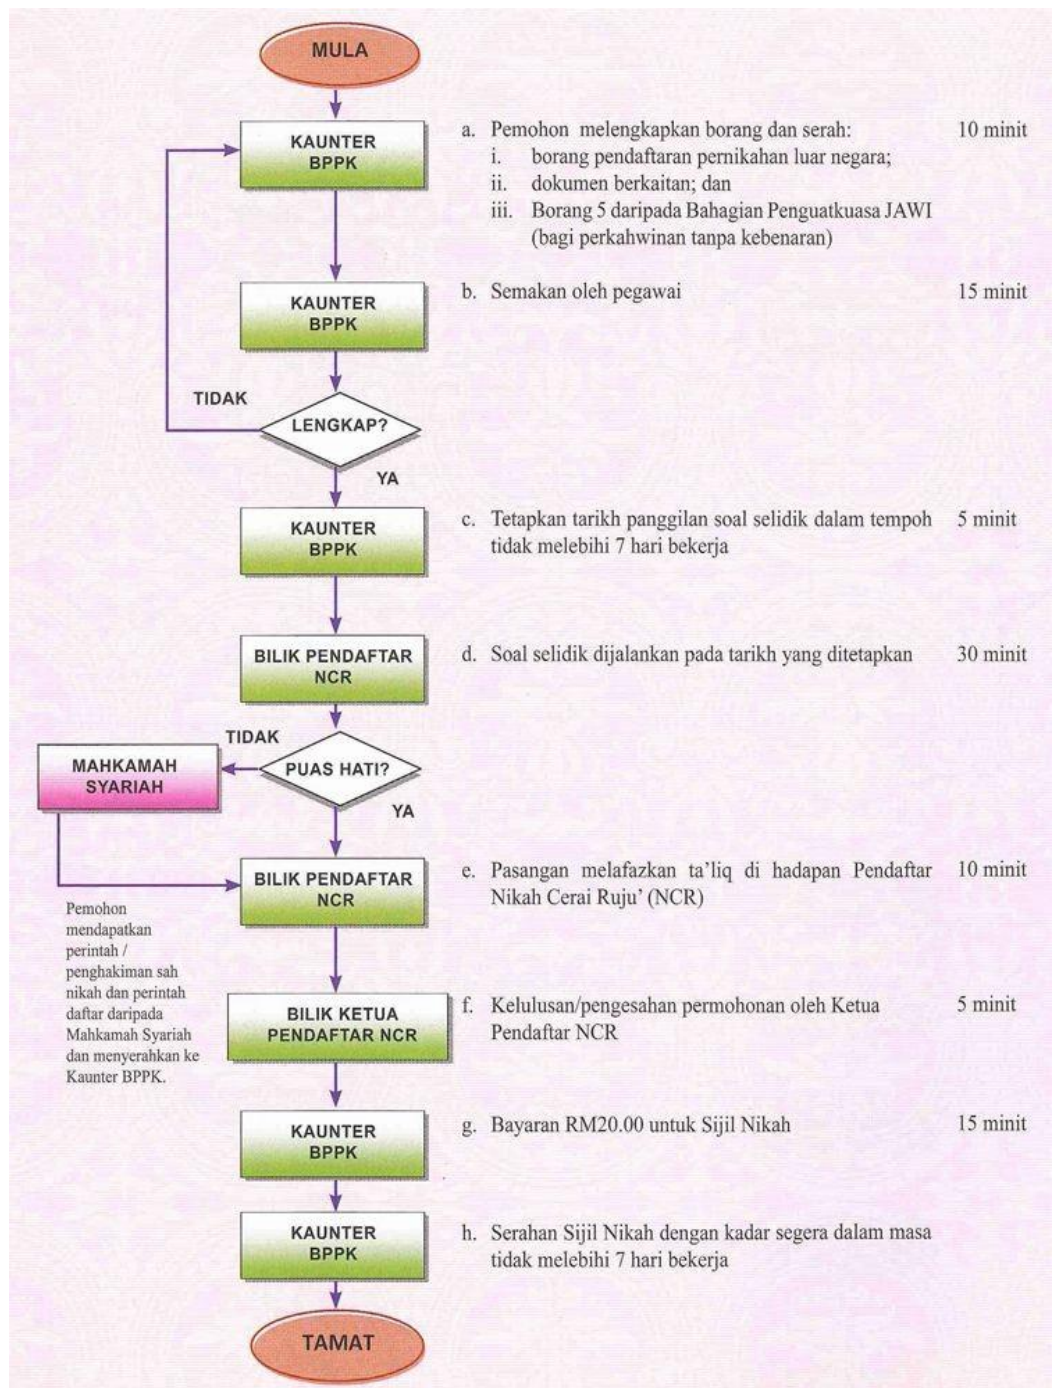 MULA
KAUNTER
BPPK
a. Pemohon melengkapkan borang dan serah:
10 minit
i. borang pendaftaran pernikahan luar negara;
ii. dokumen berkaitan; dan
iii. Borang 5 daripada Bahagian Penguatkuasa JAWI
(bagi perkahwinan tanpa kebenaran)
KAUNTER
BPPK
b. Semakan oleh pegawai
15 minit
TIDAK
LENGKAP?
YA
KAUNTER
BPPK
c. Tetapkan tarikh panggilan soal selidik dalam tempoh
tidak melebihi 7 hari bekerja
5 minit
BILIK PENDAFTAR
NCR
d. Soal selidik dijalankan pada tarikh yang ditetapkan
30 minit
TIDAK
PUAS HATI?
MAHKAMAH
SYARIAH
YA
BILIK PENDAFTAR
NCR
e. Pasangan melafazkan ta'liq di hadapan Pendaftar
Nikah Cerai Ruju' (NCR)
10 minit
Pemohon
mendapatkan
perintah /
penghakiman sah
nikah dan perintah
daftar daripada
Mahkamah Syariah
dan menyerahkan ke
Kaunter BPPK.
BILIK KETUA
PENDAFTAR NCR
f. Kelulusan/pengesahan permohonan oleh Ketua
Pendaftar NCR
5 minit
KAUNTER
BPPK
g. Bayaran RM20.00 untuk Sijil Nikah
15 minit
KAUNTER
BPPK
h. Serahan Sijil Nikah dengan kadar segera dalam masa
tidak melebihi 7 hari bekerja
TAMAT